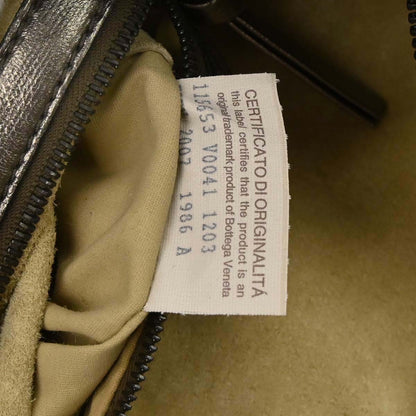 CERTIFICATO DI ORIGINALITÁ
this label certifies that the product is an
original trademark product of Bottega Veneta
115653 V0041 1203
2007 1986 A